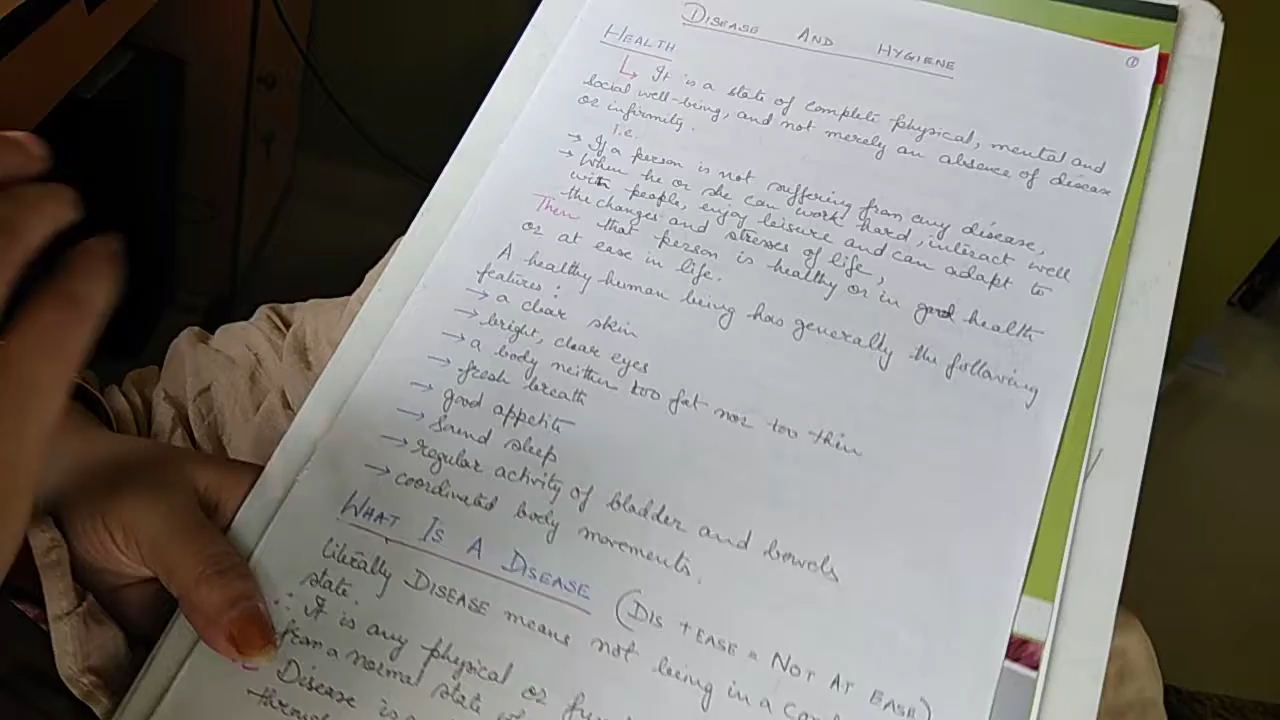 DISEASE AND HYGIENE
①
HEALTH
↳ It is a state of complete physical, mental and
social well-being, and not merely an absence of disease
or infirmity.
i.e.
→ If a person is not suffering from any disease,
→ When he or she can work hard, interact well
with people, enjoy leisure and can adapt to
the changes and stresses of life,
Then that person is healthy or in good health
or at ease in life.
A healthy human being has generally the following
features:
→ a clear skin
→ bright, clear eyes
→ a body neither too fat nor too thin
→ fresh breath
→ good appetite
→ sound sleep
→ regular activity of bladder and bowels
→ coordinated body movements.
WHAT IS A DISEASE (DIS + EASE = NOT AT EASE)
literally DISEASE means not being in a
state.
∴ It is any physical or
from a normal state of
Disease is